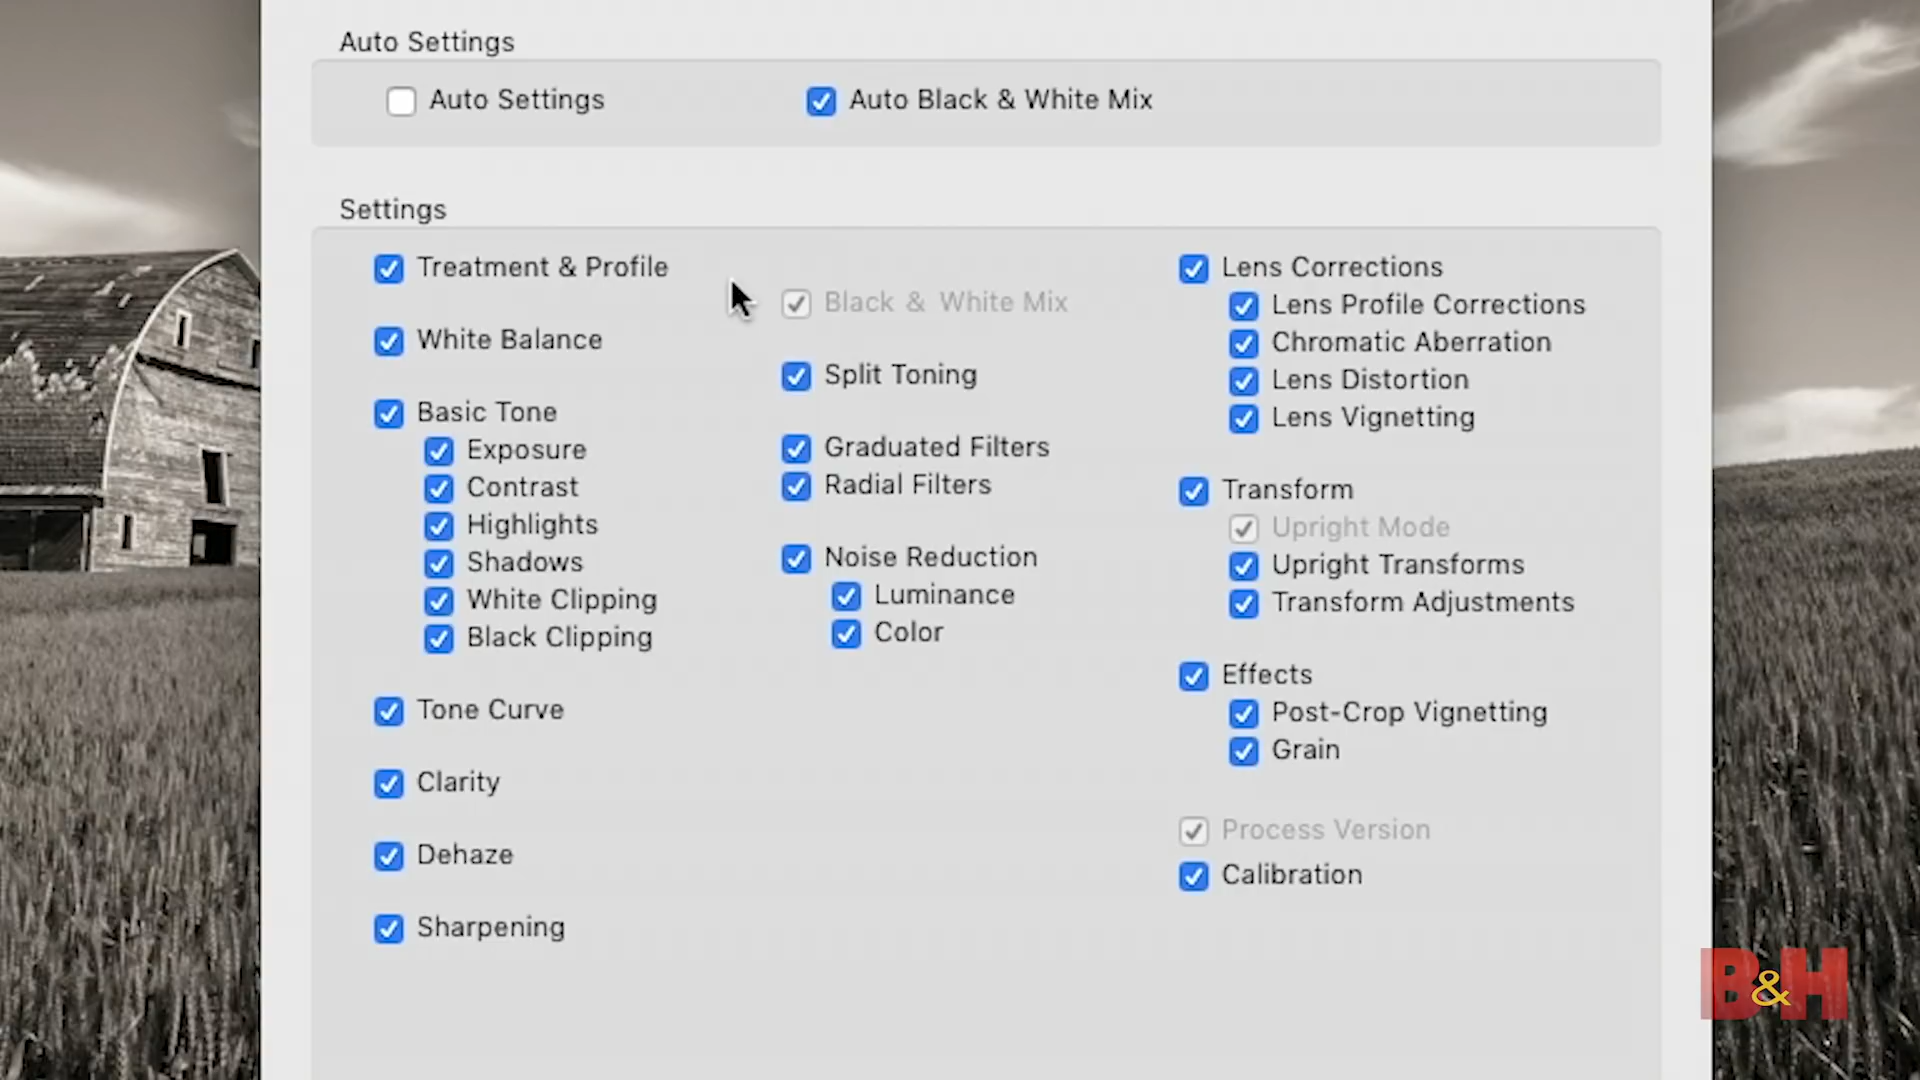 Auto Settings
Auto Settings
Auto Black & White Mix
Settings
Treatment & Profile
White Balance
Basic Tone
Exposure
Contrast
Highlights
Shadows
White Clipping
Black Clipping
Tone Curve
Clarity
Dehaze
Sharpening
Black & White Mix
Split Toning
Graduated Filters
Radial Filters
Noise Reduction
Luminance
Color
Lens Corrections
Lens Profile Corrections
Chromatic Aberration
Lens Distortion
Lens Vignetting
Transform
Upright Mode
Upright Transforms
Transform Adjustments
Effects
Post-Crop Vignetting
Grain
Process Version
Calibration
B&H